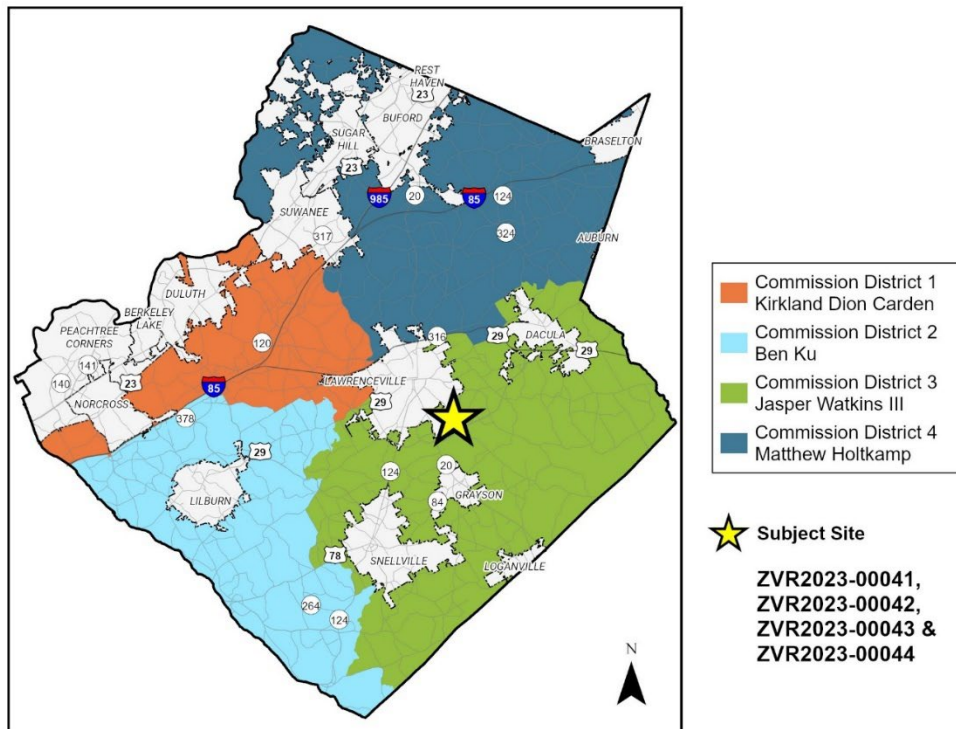 REST
HAVEN
23
BUFORD
BRASELTON
SUGAR
HILL
23
985
20
85
124
SUWANEE
317
324
AUBURN
DULUTH
BERKELEY
LAKE
PEACHTREE
CORNERS
120
316
29
DACULA
29
141
140
23
NORCROSS
85
LAWRENCEVILLE
29
378
29
LILBURN
124
20
GRAYSON
84
78
SNELLVILLE
LOGANVILLE
264
124
N
Commission District 1
Kirkland Dion Carden
Commission District 2
Ben Ku
Commission District 3
Jasper Watkins III
Commission District 4
Matthew Holtkamp
Subject Site
ZVR2023-00041,
ZVR2023-00042,
ZVR2023-00043 &
ZVR2023-00044